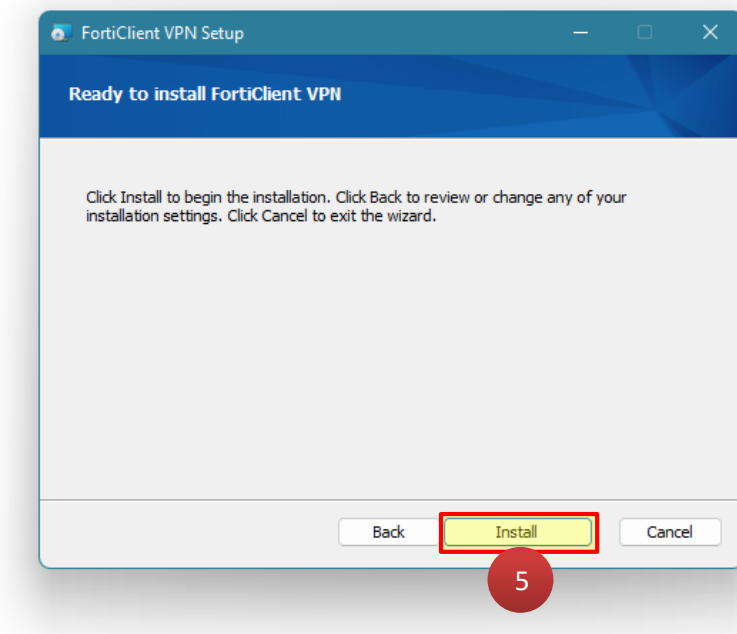 FortiClient VPN Setup
Ready to install FortiClient VPN
Click Install to begin the installation. Click Back to review or change any of your
installation settings. Click Cancel to exit the wizard.
Back Install Cancel
5